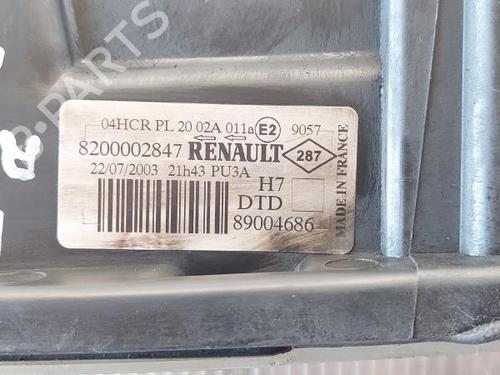 04HCR PL 20 02A 011a E2 9057
8200002847 RENAULT 287
22/07/2003 21h43 PU3A
H7
DTD
89004686
MADE IN FRANCE
PARTS